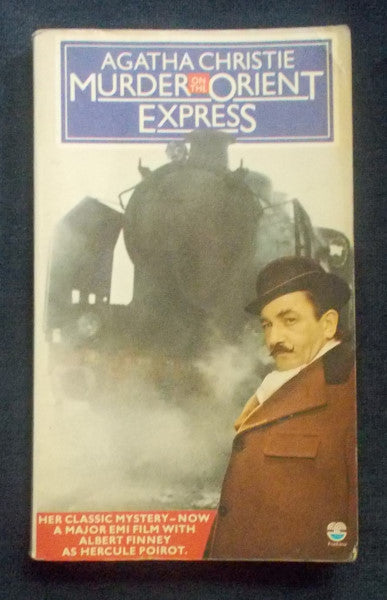 AGATHA CHRISTIE
MURDER ON THE ORIENT
EXPRESS
HER CLASSIC MYSTERY–NOW
A MAJOR EMI FILM WITH
ALBERT FINNEY
AS HERCULE POIROT.
Fontana